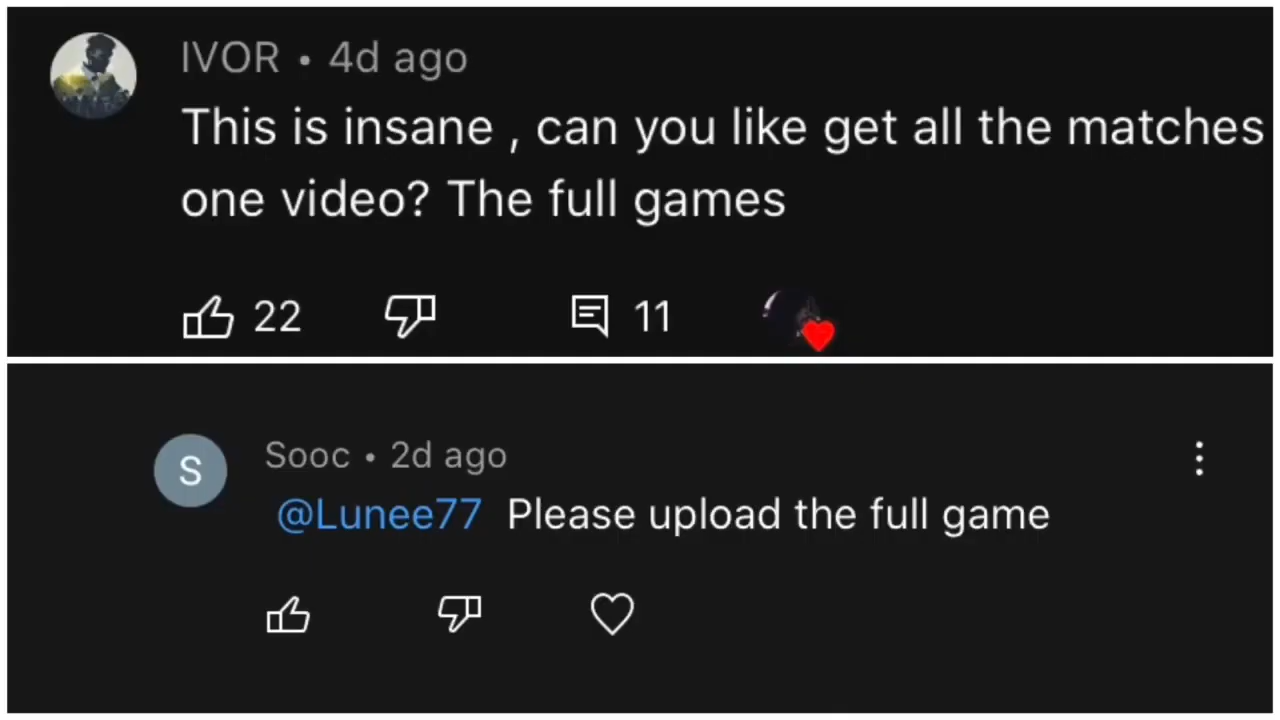 IVOR • 4d ago
This is insane , can you like get all the matches
one video? The full games
22 11
S
Sooc • 2d ago
@Lunee77 Please upload the full game